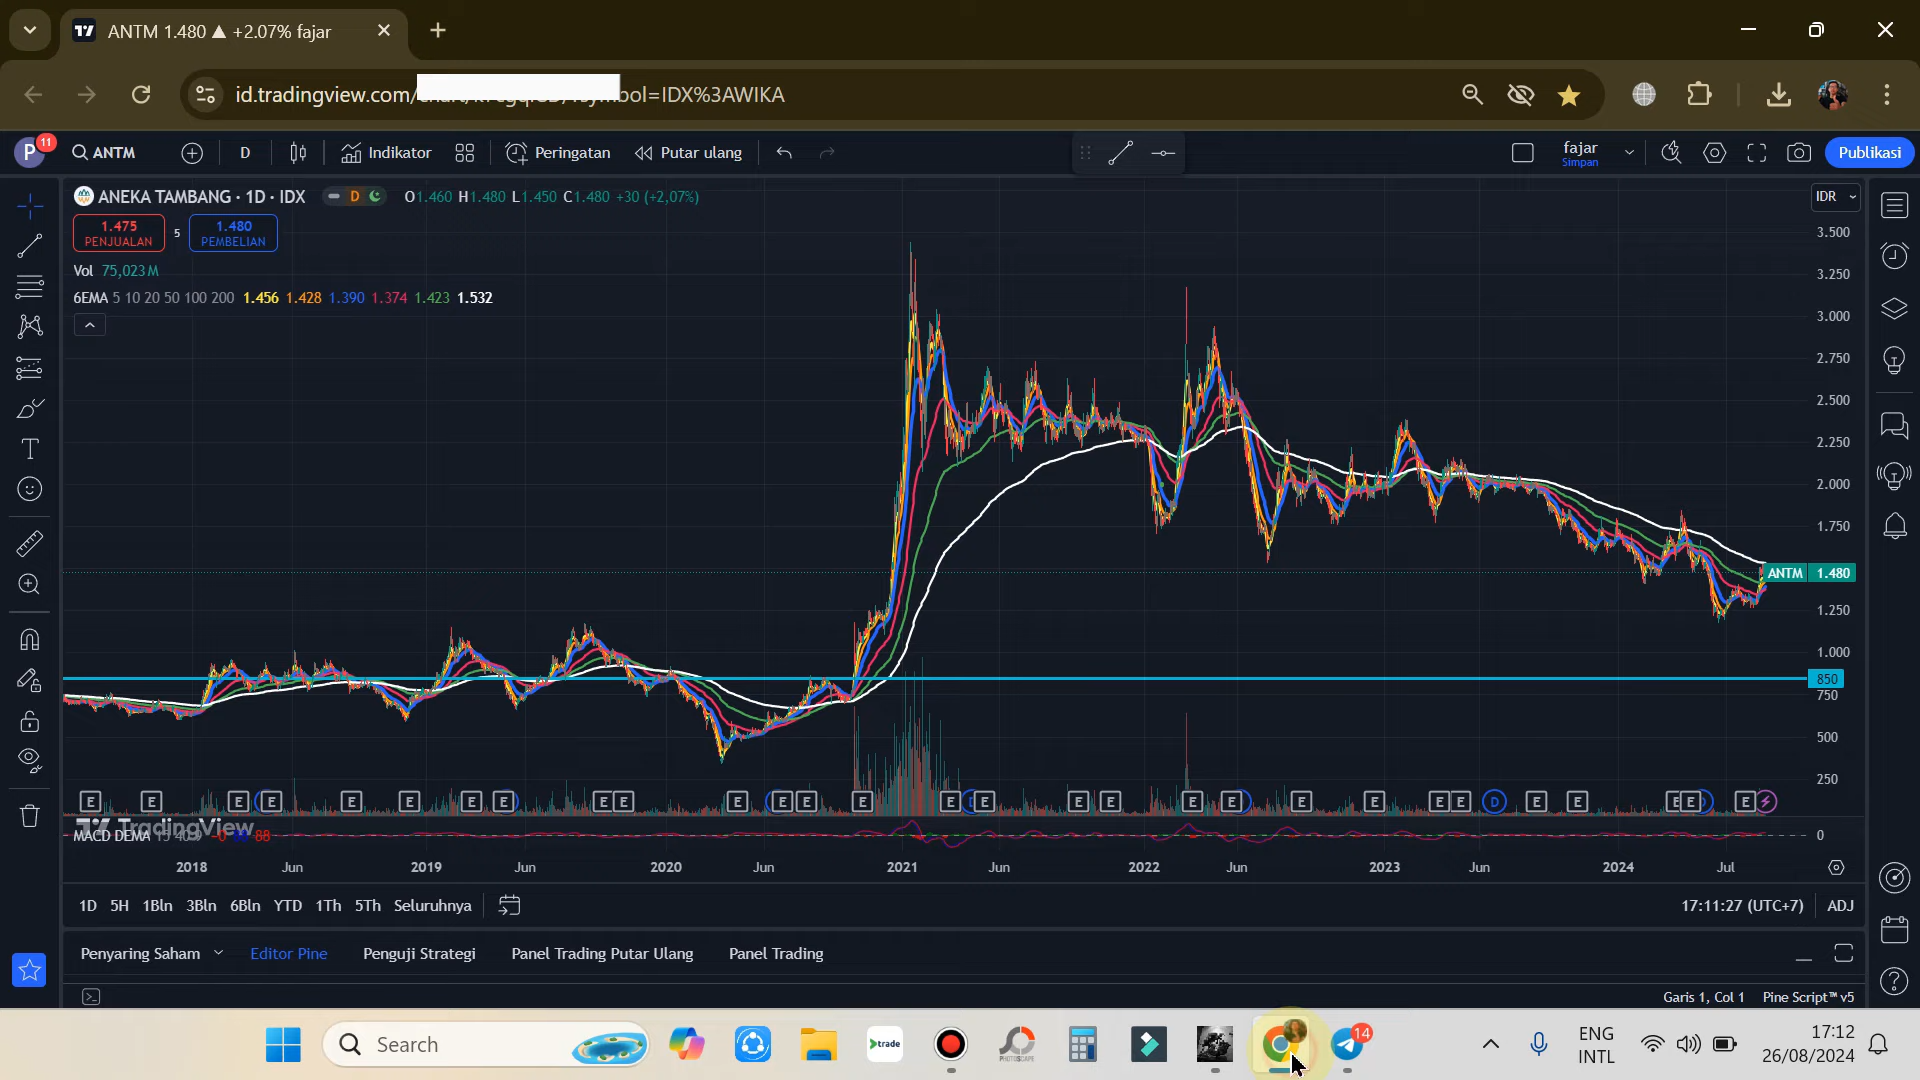 ANTM 1.480 ▲ +2.07% fajar
id.tradingview.com/
bol=IDX%3AWIKA
P 11 ANTM D Indikator Peringatan Putar ulang fajar Simpan Publikasi
ANEKA TAMBANG · 1D · IDX D O1.460 H1.480 L1.450 C1.480 +30 (+2,07%)
IDR
1.475 PENJUALAN 5 1.480 PEMBELIAN
Vol 75,023 M
6EMA 5 10 20 50 100 200 1.456 1.428 1.390 1.374 1.423 1.532
3.500
3.250
3.000
2.750
2.500
2.250
2.000
1.750
ANTM 1.480
1.250
1.000
850
750
500
250
E E E E E E E E E E E E E E E E E E E E E E D E E E E E
TradingView
MACD DEMA
88
0
2018 Jun 2019 Jun 2020 Jun 2021 Jun 2022 Jun 2023 Jun 2024 Jul
1D 5H 1Bln 3Bln 6Bln YTD 1Th 5Th Seluruhnya 17:11:27 (UTC+7) ADJ
Penyaring Saham Editor Pine Penguji Strategi Panel Trading Putar Ulang Panel Trading
Garis 1, Col 1 Pine Script™ v5
Search trade PHOTOSCAPE 14 ENG INTL 17:12 26/08/2024